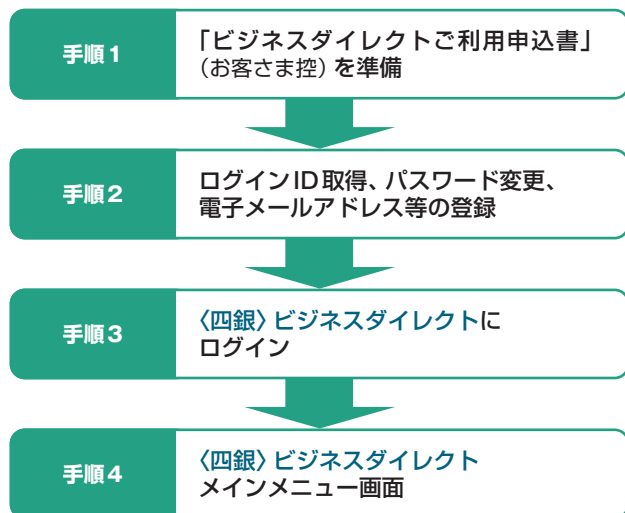 手順1
「ビジネスダイレクトご利用申込書」
（お客さま控）を準備
手順2
ログインID取得、パスワード変更、
電子メールアドレス等の登録
手順3
〈四銀〉ビジネスダイレクトに
ログイン
手順4
〈四銀〉ビジネスダイレクト
メインメニュー画面